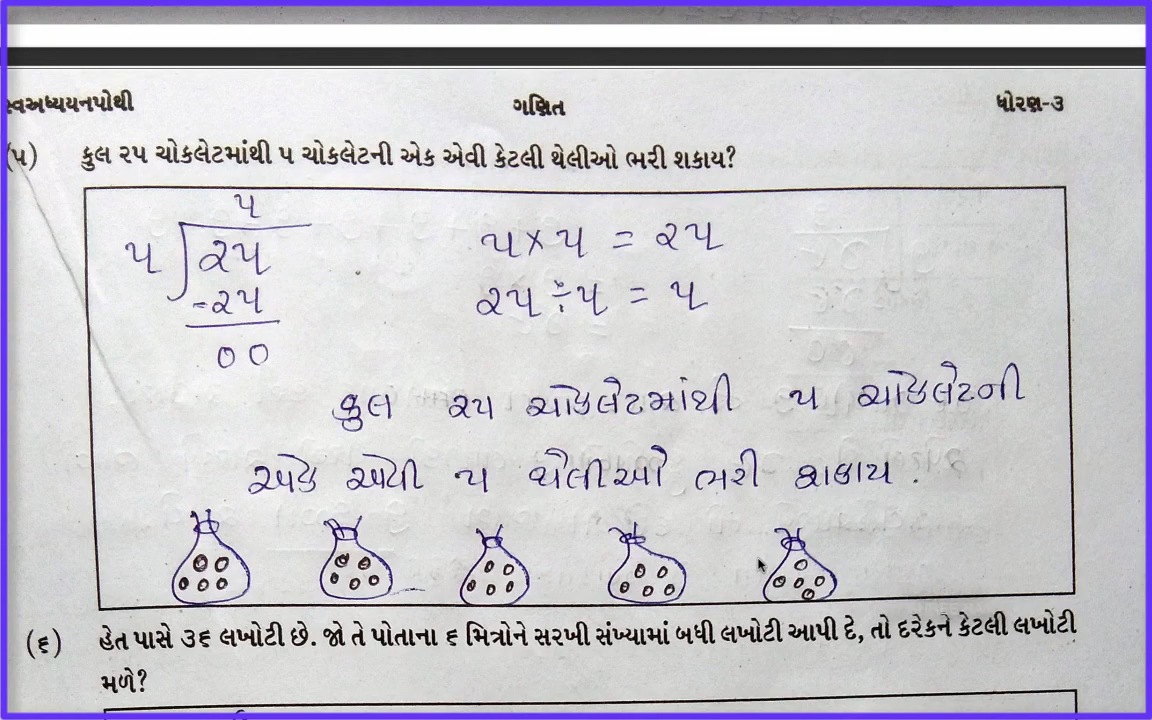 સ્વઅધ્યયનપોથી ગણિત ધોરણ-૩
(૫) કુલ ૨૫ ચોકલેટમાંથી ૫ ચોકલેટની એક એવી કેટલી થેલીઓ ભરી શકાય?
૫
૫ ૨૫ ૫ × ૫ = ૨૫
-૨૫ ૨૫ ÷ ૫ = ૫
૦૦
કુલ ૨૫ ચોકલેટમાંથી ૫ ચોકલેટની
એક એવી ૫ થેલીઓ ભરી શકાય.
(૬) હેત પાસે ૩૬ લખોટી છે. જો તે પોતાના ૬ મિત્રોને સરખી સંખ્યામાં બધી લખોટી આપી દે, તો દરેકને કેટલી લખોટી
મળે?